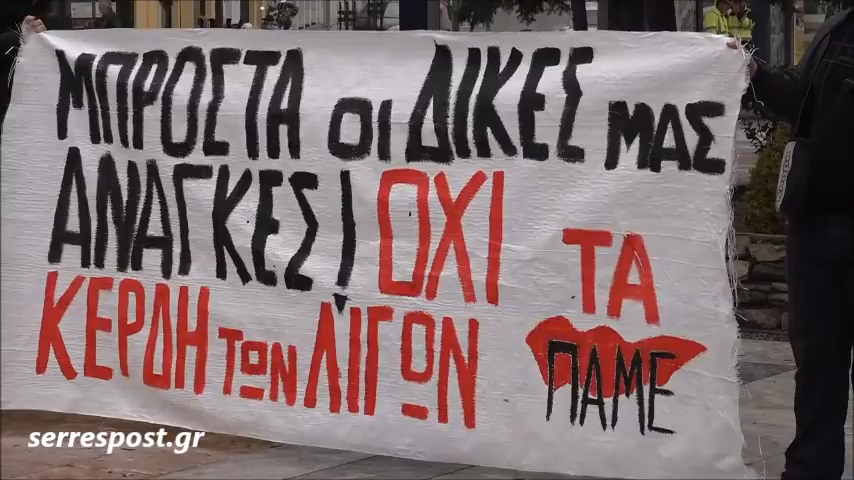 ΜΠΡΟΣΤΑ ΟΙ ΔΙΚΕΣ ΜΑΣ
ΑΝΑΓΚΕΣ! ΟΧΙ ΤΑ
ΚΕΡΔΗ ΤΩΝ ΛΙΓΩΝ
ΠΑΜΕ
serrespost.gr